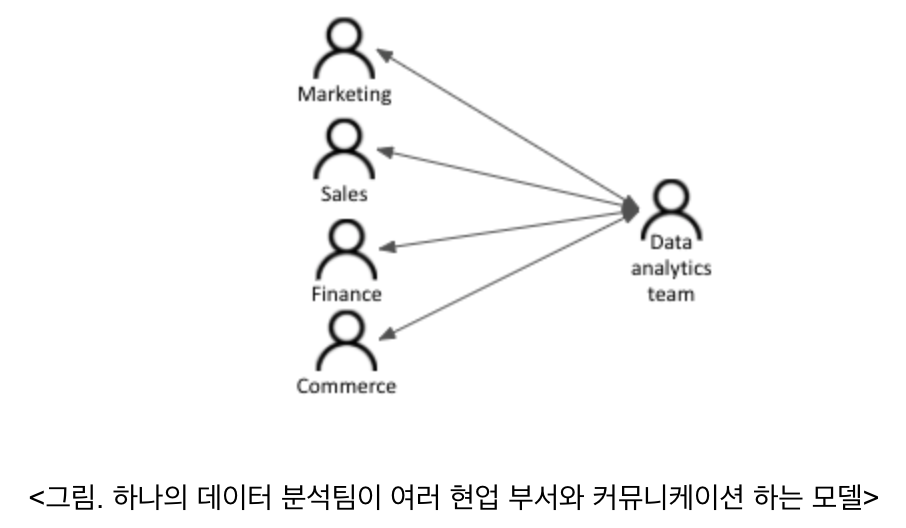 Marketing
Sales
Finance
Commerce
Data
analytics
team
<그림. 하나의 데이터 분석팀이 여러 현업 부서와 커뮤니케이션 하는 모델>